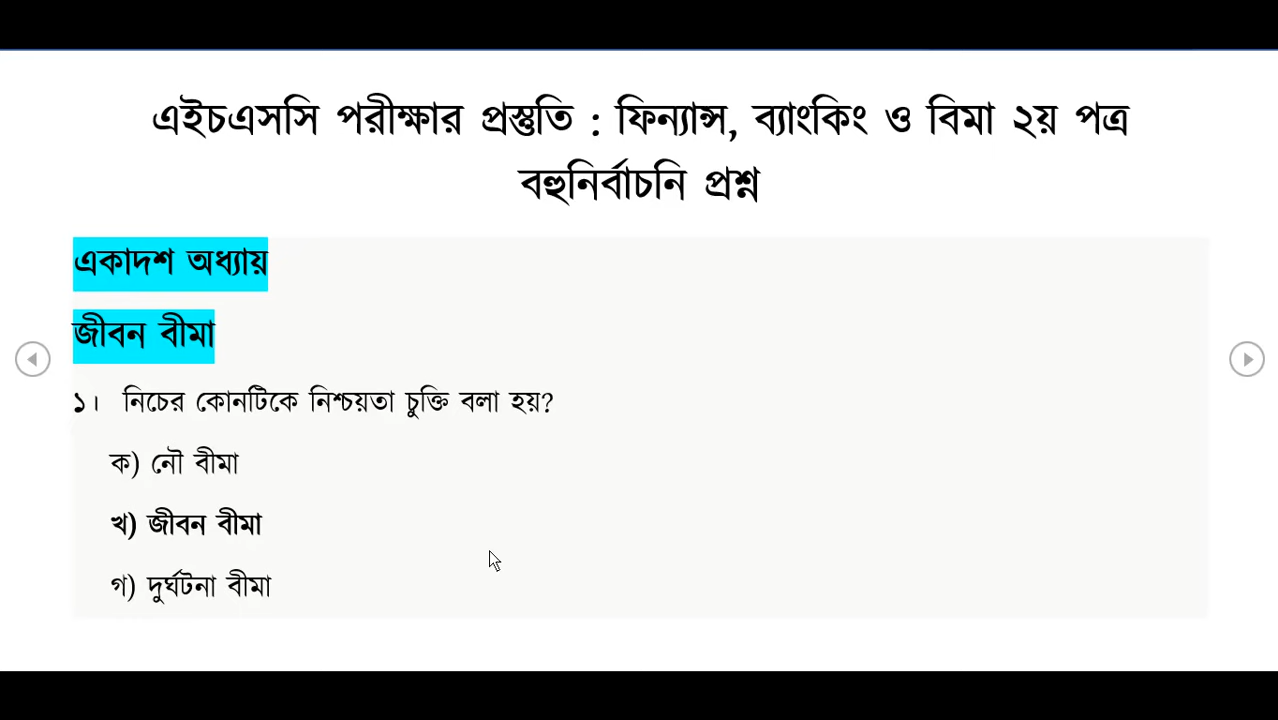 এইচএসসি পরীক্ষার প্রস্তুতি : ফিন্যান্স, ব্যাংকিং ও বিমা ২য় পত্র
বহুনির্বাচনি প্রশ্ন
একাদশ অধ্যায়
জীবন বীমা
১। নিচের কোনটিকে নিশ্চয়তা চুক্তি বলা হয়?
ক) নৌ বীমা
খ) জীবন বীমা
গ) দুর্ঘটনা বীমা